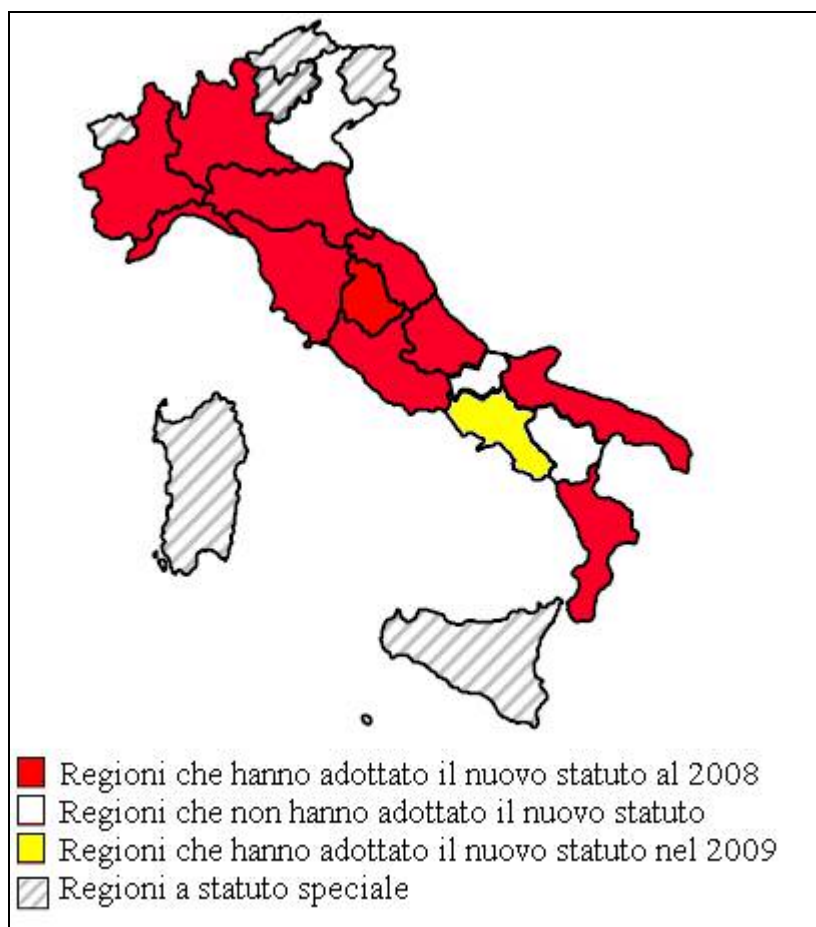 Regioni che hanno adottato il nuovo statuto al 2008
Regioni che non hanno adottato il nuovo statuto
Regioni che hanno adottato il nuovo statuto nel 2009
Regioni a statuto speciale